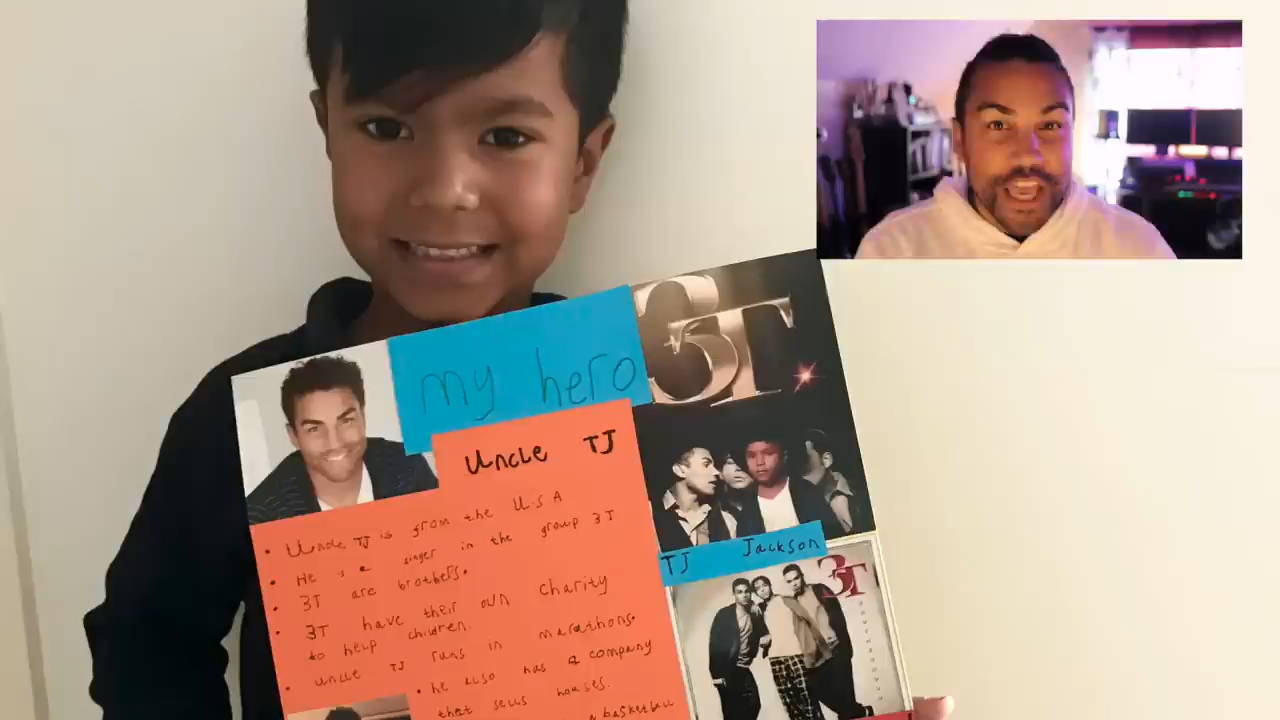 my hero
3T
Uncle TJ
Uncle TJ is from the U.S A
He is a singer in the group 3T
3T are brothers.
3T have their own Charity
to help children.
Uncle TJ runs in marathons.
he also has a company
that sells houses.
a basketball
TJ Jackson
3T